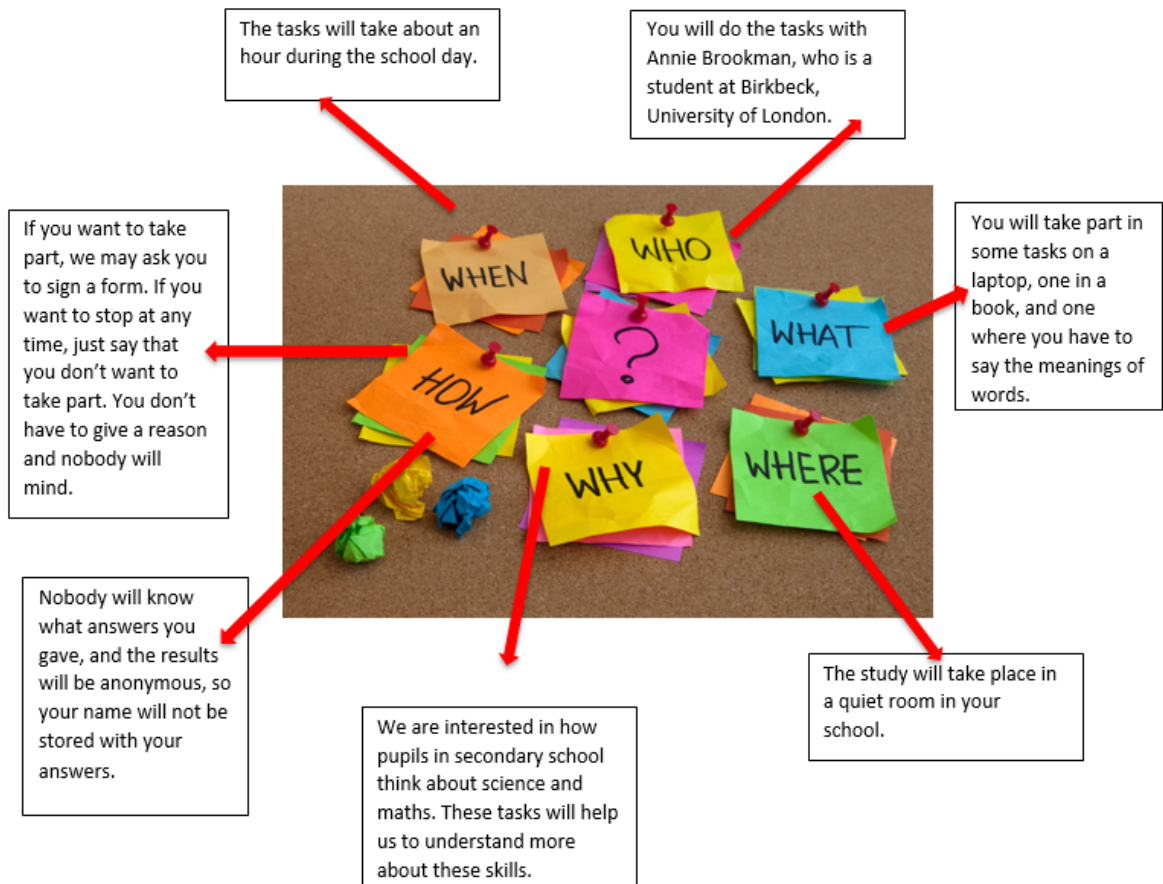 The tasks will take about an
hour during the school day.
You will do the tasks with
Annie Brookman, who is a
student at Birkbeck,
University of London.
If you want to take
part, we may ask you
to sign a form. If you
want to stop at any
time, just say that
you don’t want to
take part. You don’t
have to give a reason
and nobody will
mind.
WHEN
WHO
WHAT
?
HOW
WHY
WHERE
You will take part in
some tasks on a
laptop, one in a
book, and one
where you have to
say the meanings of
words.
Nobody will know
what answers you
gave, and the results
will be anonymous, so
your name will not be
stored with your
answers.
We are interested in how
pupils in secondary school
think about science and
maths. These tasks will help
us to understand more
about these skills.
The study will take place in
a quiet room in your
school.